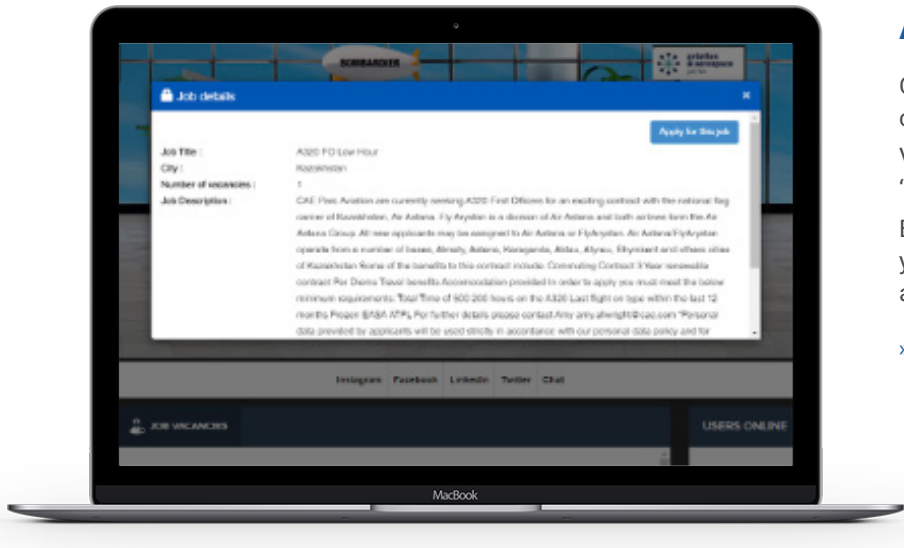 BOMBARDIER
aviation
& aerospace
Job details
×
Apply for this job
Job Title :
A320 FO Low Hour
City :
Kazakhstan
Number of vacancies :
1
Job Description :
CAE Parc Aviation are currently seeking A320 First Officers for an exciting contract with the national flag
carrier of Kazakhstan, Air Astana. Fly Arystan is a division of Air Astana and both airlines form the Air
Astana Group. All new applicants may be assigned to Air Astana or FlyArystan. Air Astana/FlyArystan
operate from a number of bases, Almaty, Astana, Karaganda, Aktau, Atyrau, Shymkent and others cities
of Kazakhstan Some of the benefits to this contract include: Commuting Contract 3 Year renewable
contract Per Diems Travel benefits Accommodation provided In order to apply you must meet the below
minimum requirements: Total Time of 500 200 hours on the A320 Last flight on type within the last 12
months Frozen EASA ATPL For further details please contact Amy amy.allwright@cae.com "Personal
data provided by applicants will be used strictly in accordance with our personal data policy and for
Instagram Facebook LinkedIn Twitter Chat
JOB VACANCIES
USERS ONLINE
MacBook
»